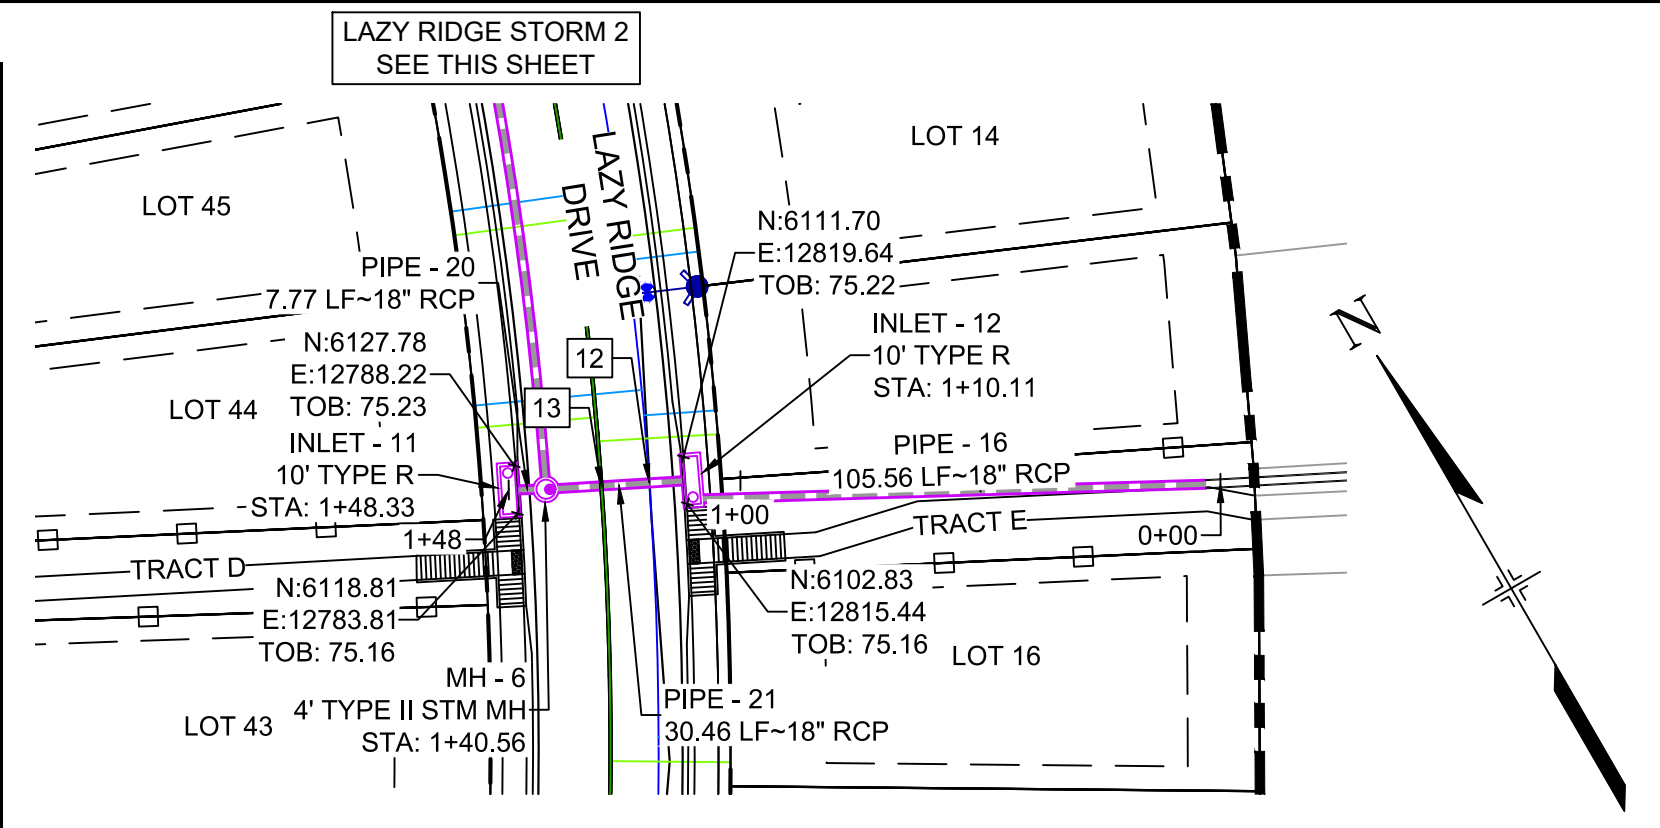 LAZY RIDGE STORM 2
SEE THIS SHEET
LOT 14
LOT 45
LAZY RIDGE
DRIVE
N:6111.70
E:12819.64
TOB: 75.22
PIPE - 20
7.77 LF~18" RCP
N
N:6127.78
E:12788.22
TOB: 75.23
12
INLET - 12
10' TYPE R
STA: 1+10.11
LOT 44
13
INLET - 11
10' TYPE R
STA: 1+48.33
PIPE - 16
105.56 LF~18" RCP
1+00
TRACT E
0+00
1+48
TRACT D
N:6118.81
E:12783.81
TOB: 75.16
N:6102.83
E:12815.44
TOB: 75.16
LOT 16
MH - 6
4' TYPE II STM MH
STA: 1+40.56
LOT 43
PIPE - 21
30.46 LF~18" RCP